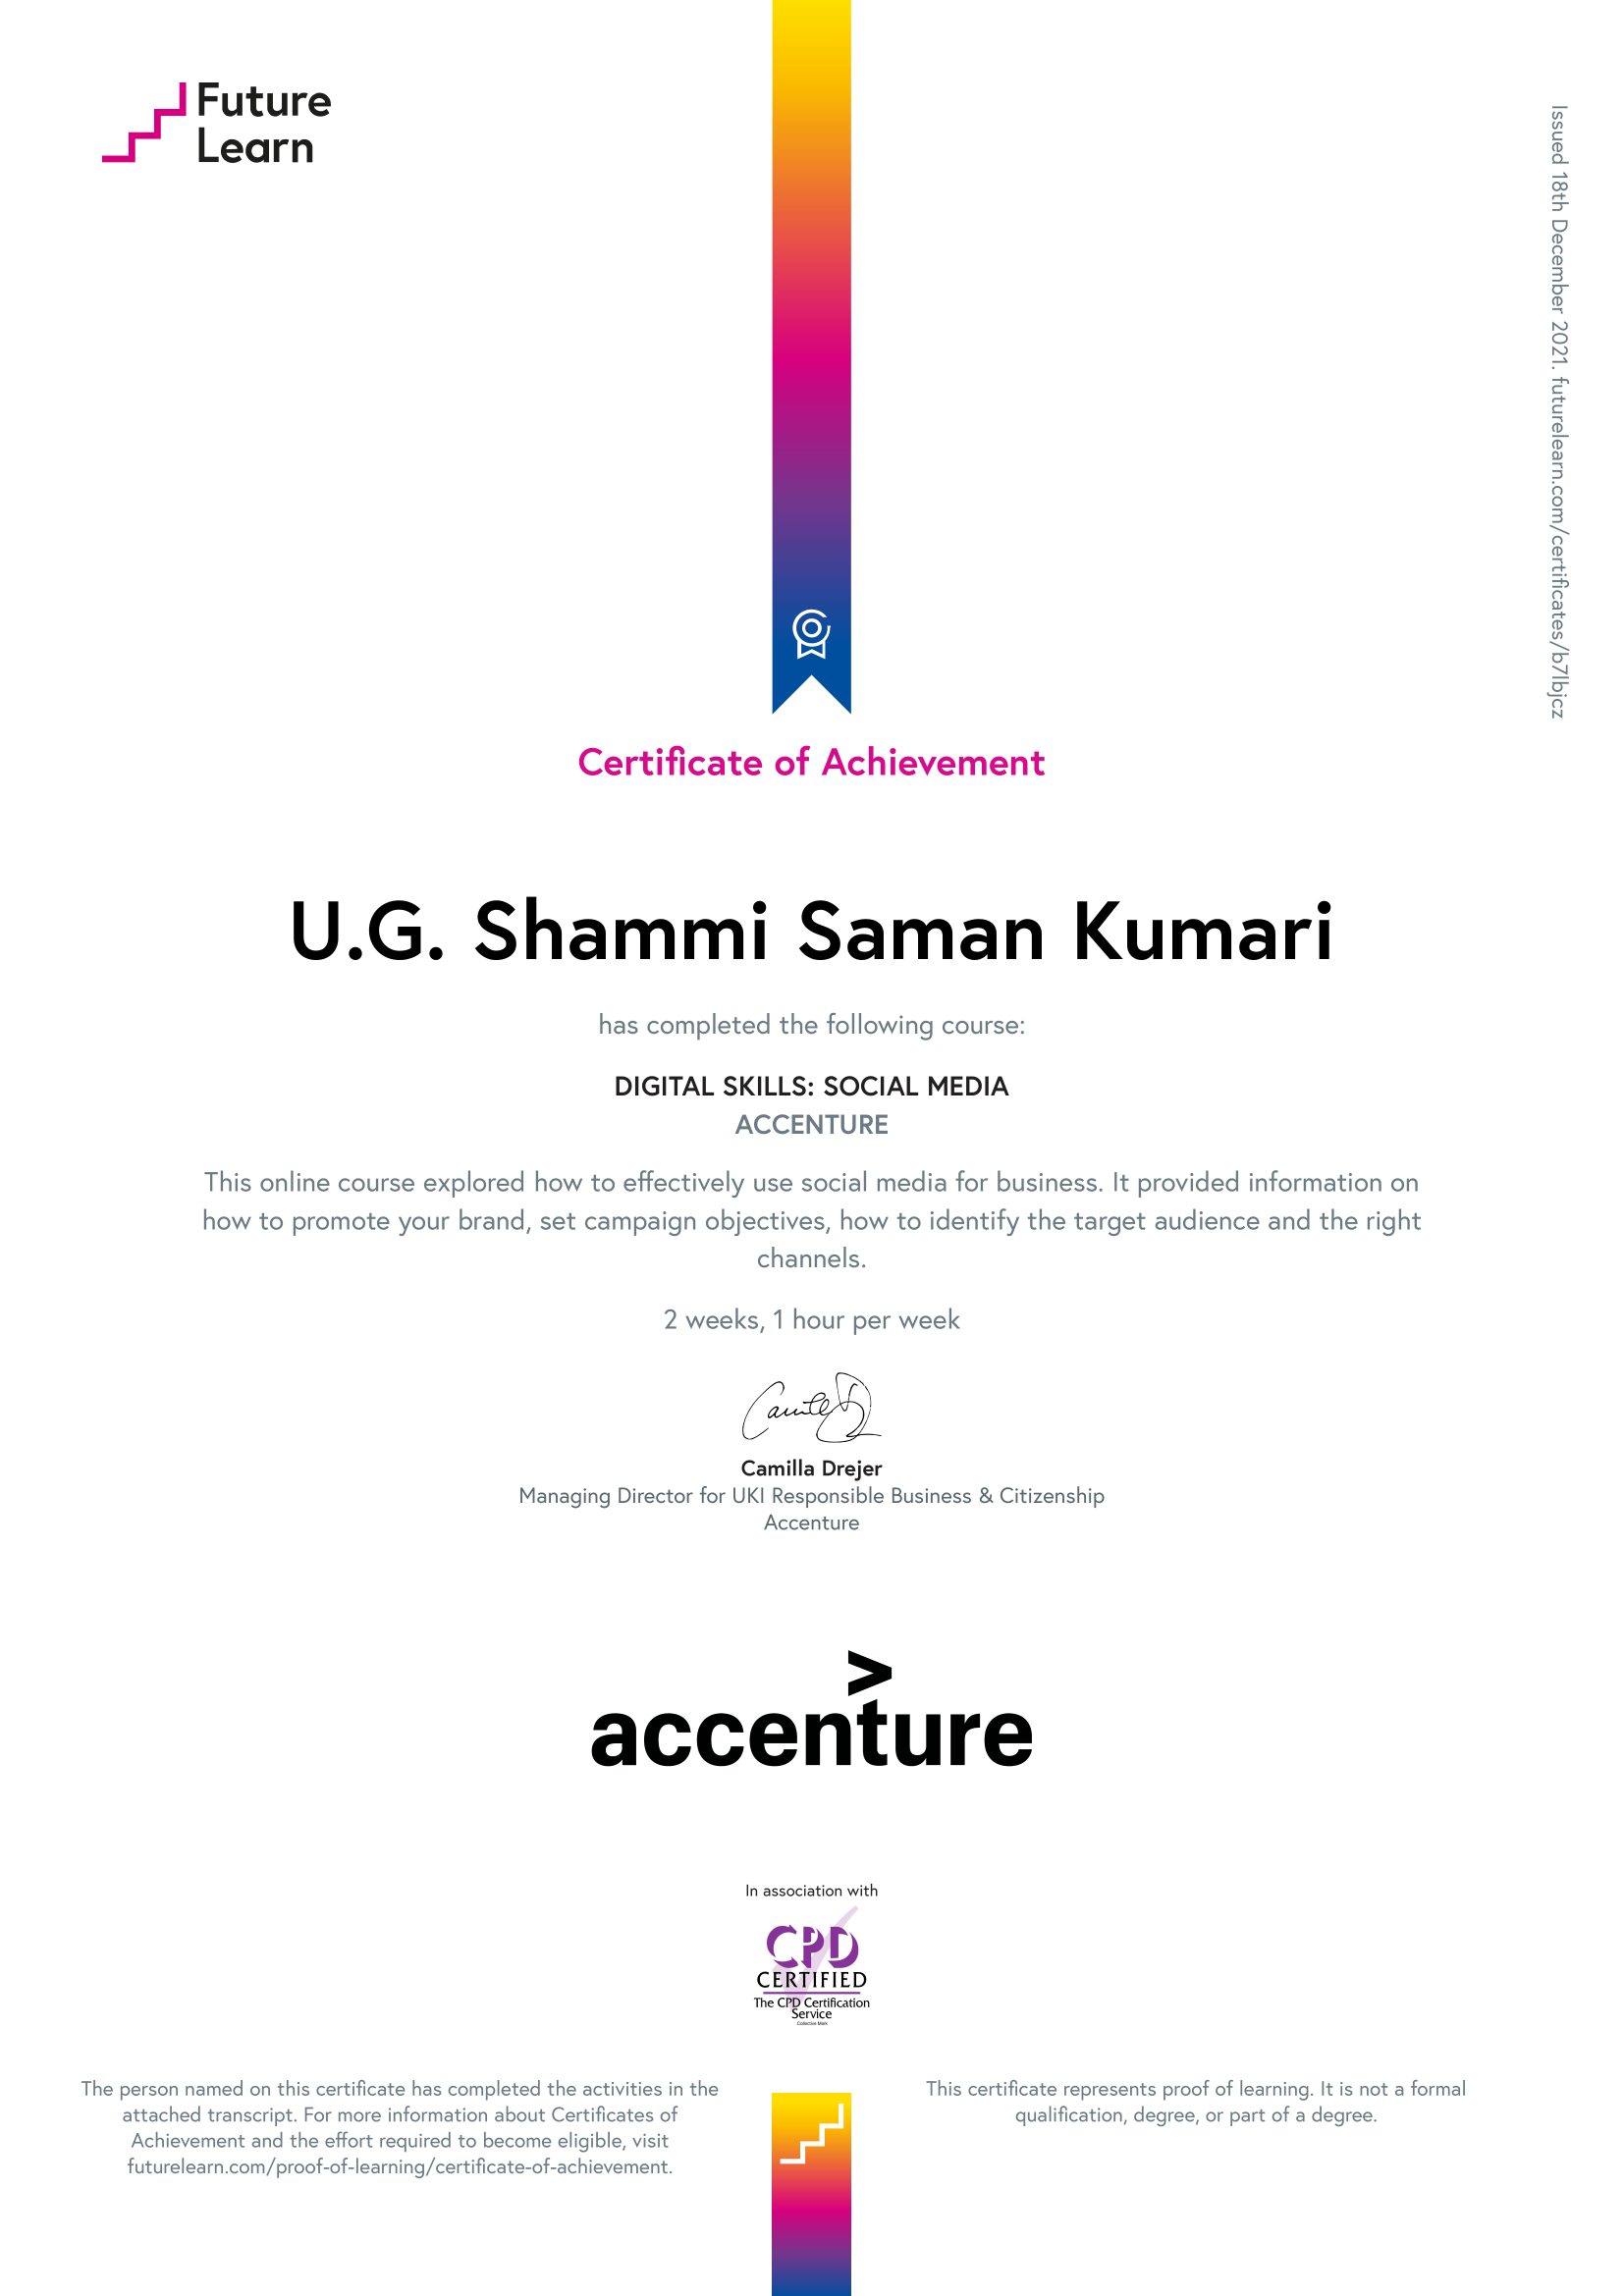 Future
Learn
Issued 18th December 2021. futurelearn.com/certificates/b7lbjcz
Certificate of Achievement
U.G. Shammi Saman Kumari
has completed the following course:
DIGITAL SKILLS: SOCIAL MEDIA
ACCENTURE
This online course explored how to effectively use social media for business. It provided information on
how to promote your brand, set campaign objectives, how to identify the target audience and the right
channels.
2 weeks, 1 hour per week
Camilla Drejer
Managing Director for UKI Responsible Business & Citizenship
Accenture
accenture
In association with
CPD
CERTIFIED
The CPD Certification
Service
Collective Mark
The person named on this certificate has completed the activities in the
attached transcript. For more information about Certificates of
Achievement and the effort required to become eligible, visit
futurelearn.com/proof-of-learning/certificate-of-achievement.
This certificate represents proof of learning. It is not a formal
qualification, degree, or part of a degree.